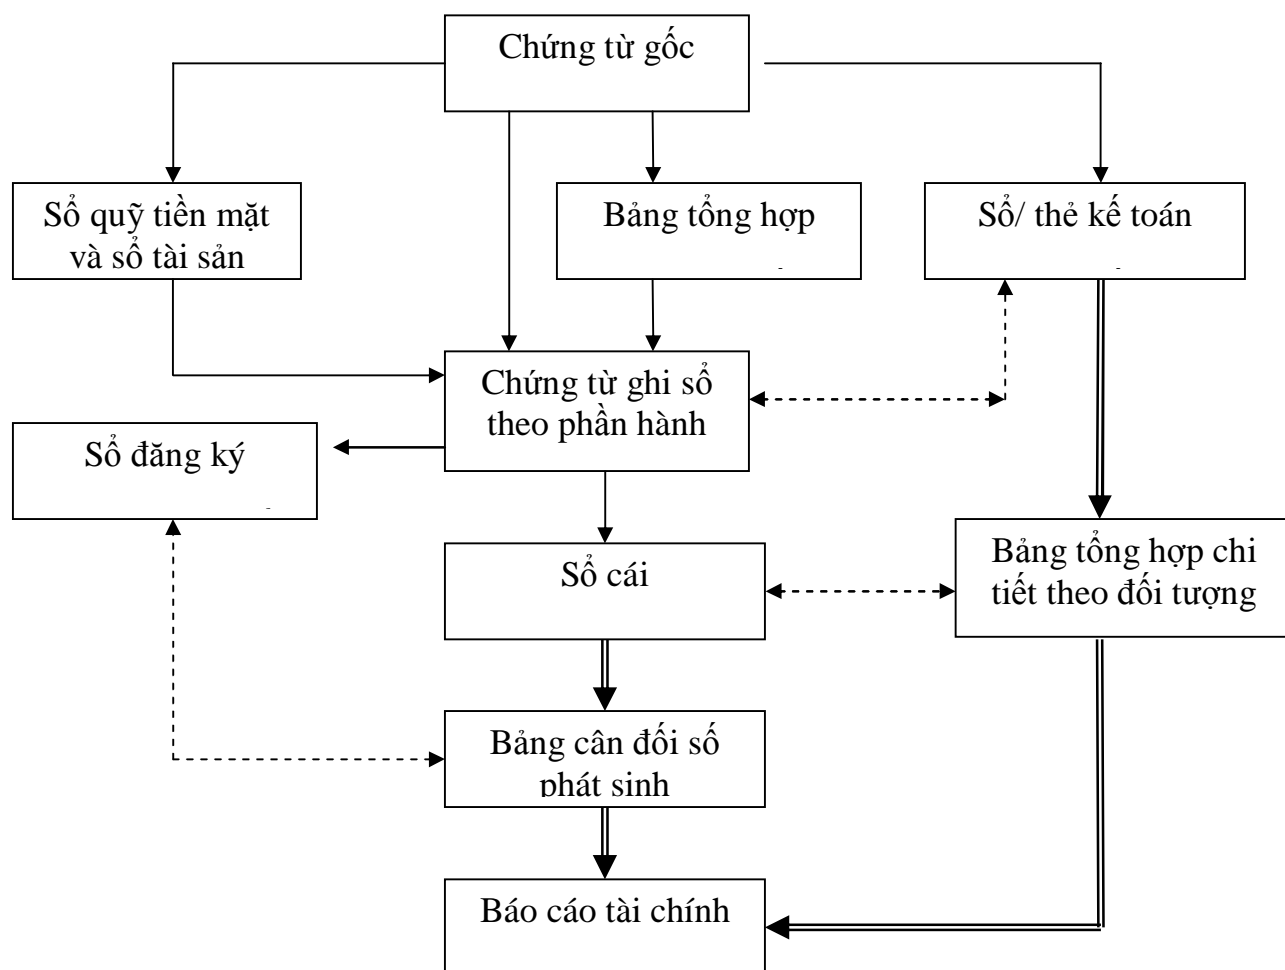 Chứng từ gốc
Sổ quỹ tiền mặt
và sổ tài sản
Bảng tổng hợp
Sổ/ thẻ kế toán
Chứng từ ghi sổ
theo phần hành
Sổ đăng ký
Sổ cái
Bảng tổng hợp chi
tiết theo đối tượng
Bảng cân đối số
phát sinh
Báo cáo tài chính